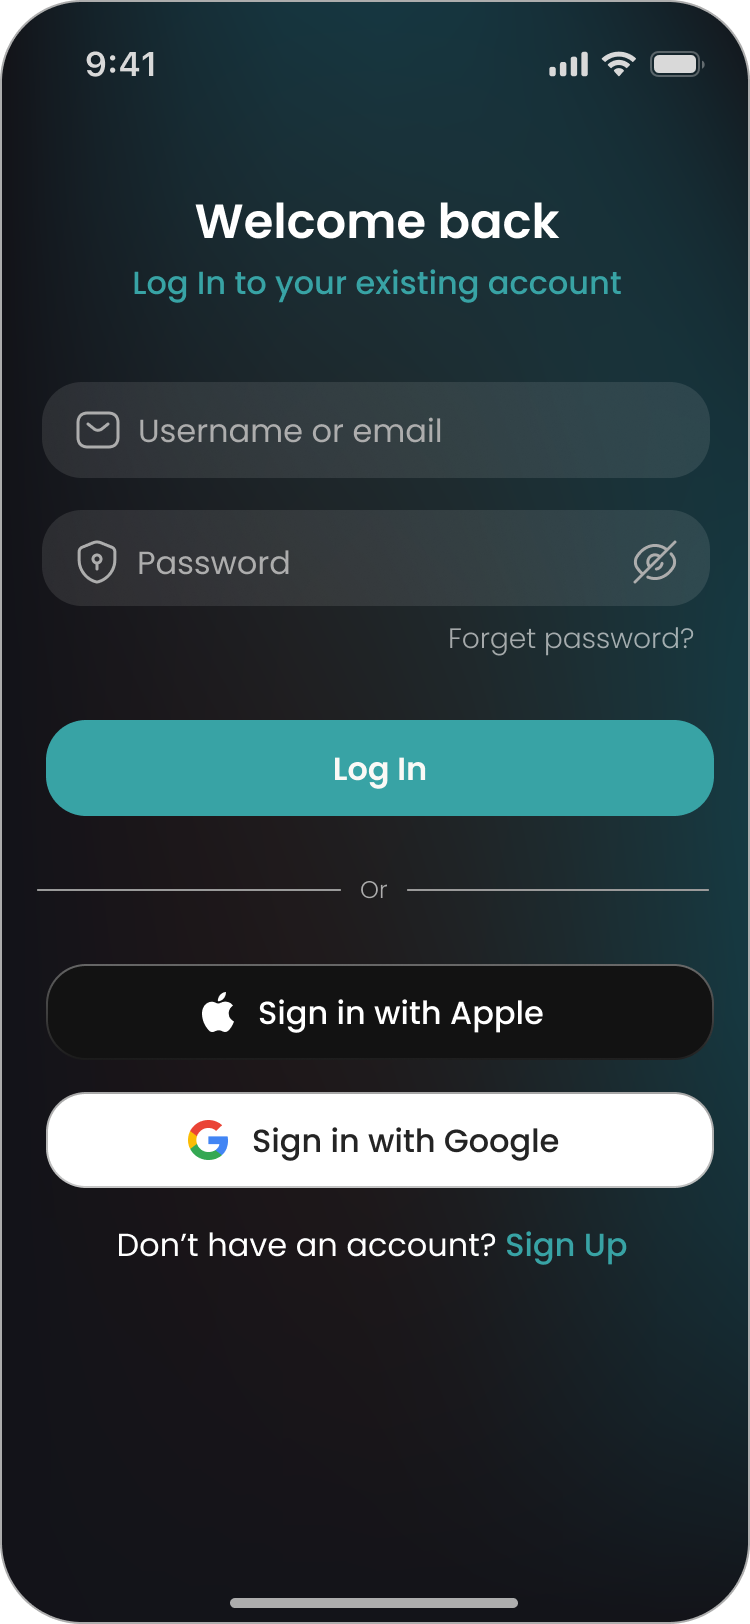 9:41
Welcome back
Log In to your existing account
Username or email
Password
Forget password?
Log In
Or
Sign in with Apple
Sign in with Google
Don’t have an account? Sign Up